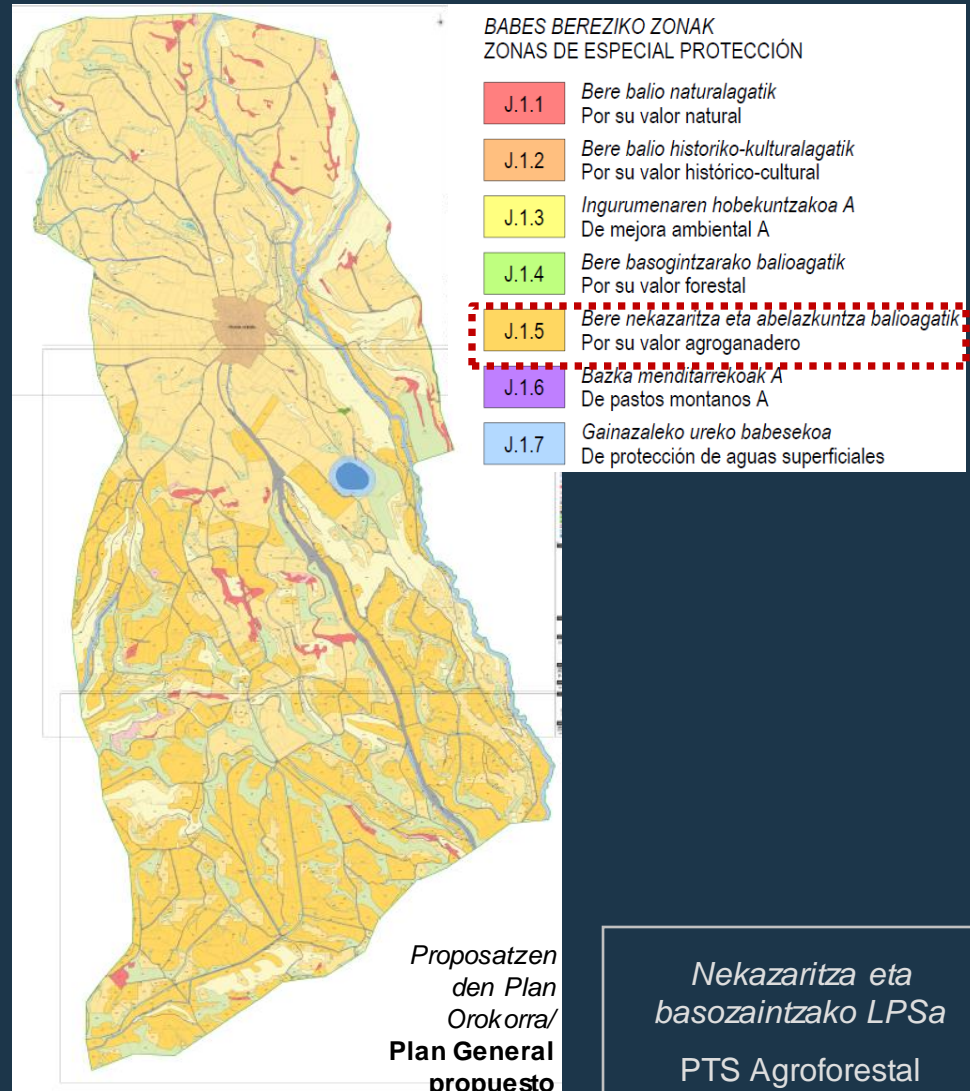 BABES BEREZIKO ZONAK
ZONAS DE ESPECIAL PROTECCIÓN
J.1.1
Bere balio naturalagatik
Por su valor natural
J.1.2
Bere balio historiko-kulturalagatik
Por su valor histórico-cultural
J.1.3
Ingurumenaren hobekuntzakoa A
De mejora ambiental A
J.1.4
Bere basogintzarako balioagatik
Por su valor forestal
J.1.5
Bere nekazaritza eta abelazkuntza balioagatik
Por su valor agroganadero
J.1.6
Bazka menditarrekoak A
De pastos montanos A
J.1.7
Gainazaleko ureko babesekoa
De protección de aguas superficiales
Proposatzen
den Plan
Orokorra/
Plan General
propuesto
Nekazaritza eta
basozaintzako LPSa
PTS Agroforestal